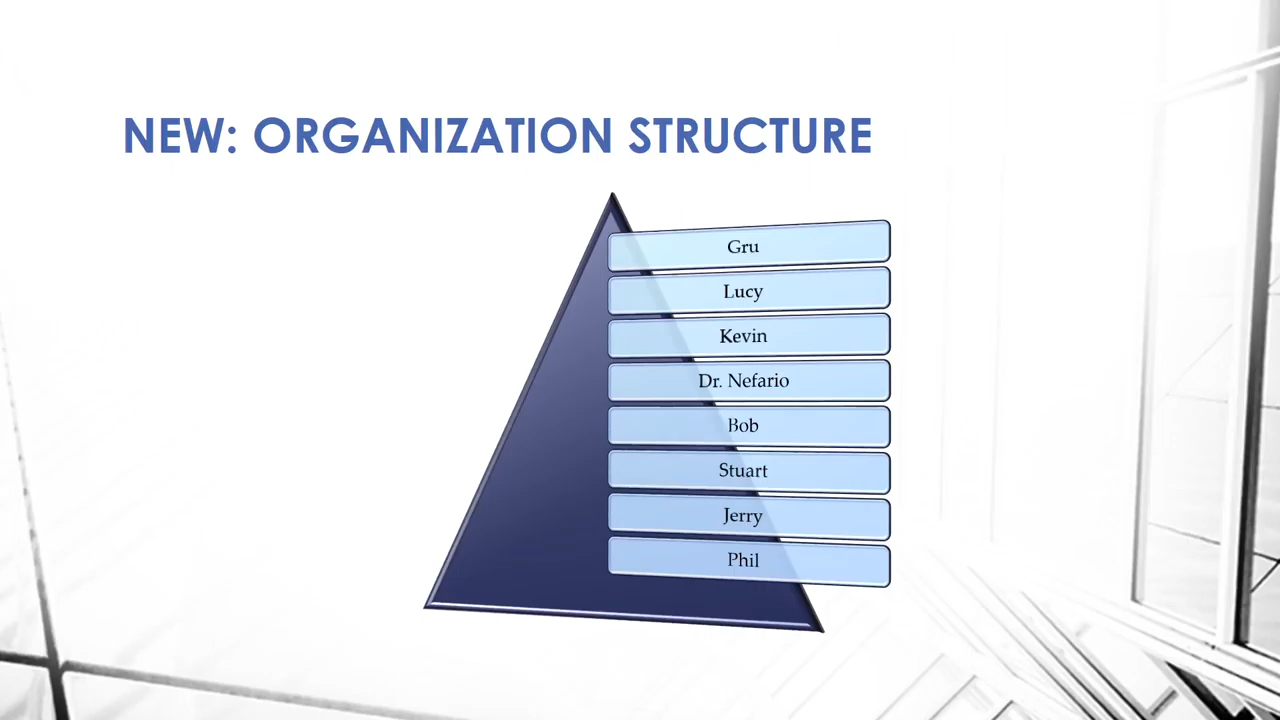 NEW: ORGANIZATION STRUCTURE
Gru
Lucy
Kevin
Dr. Nefario
Bob
Stuart
Jerry
Phil